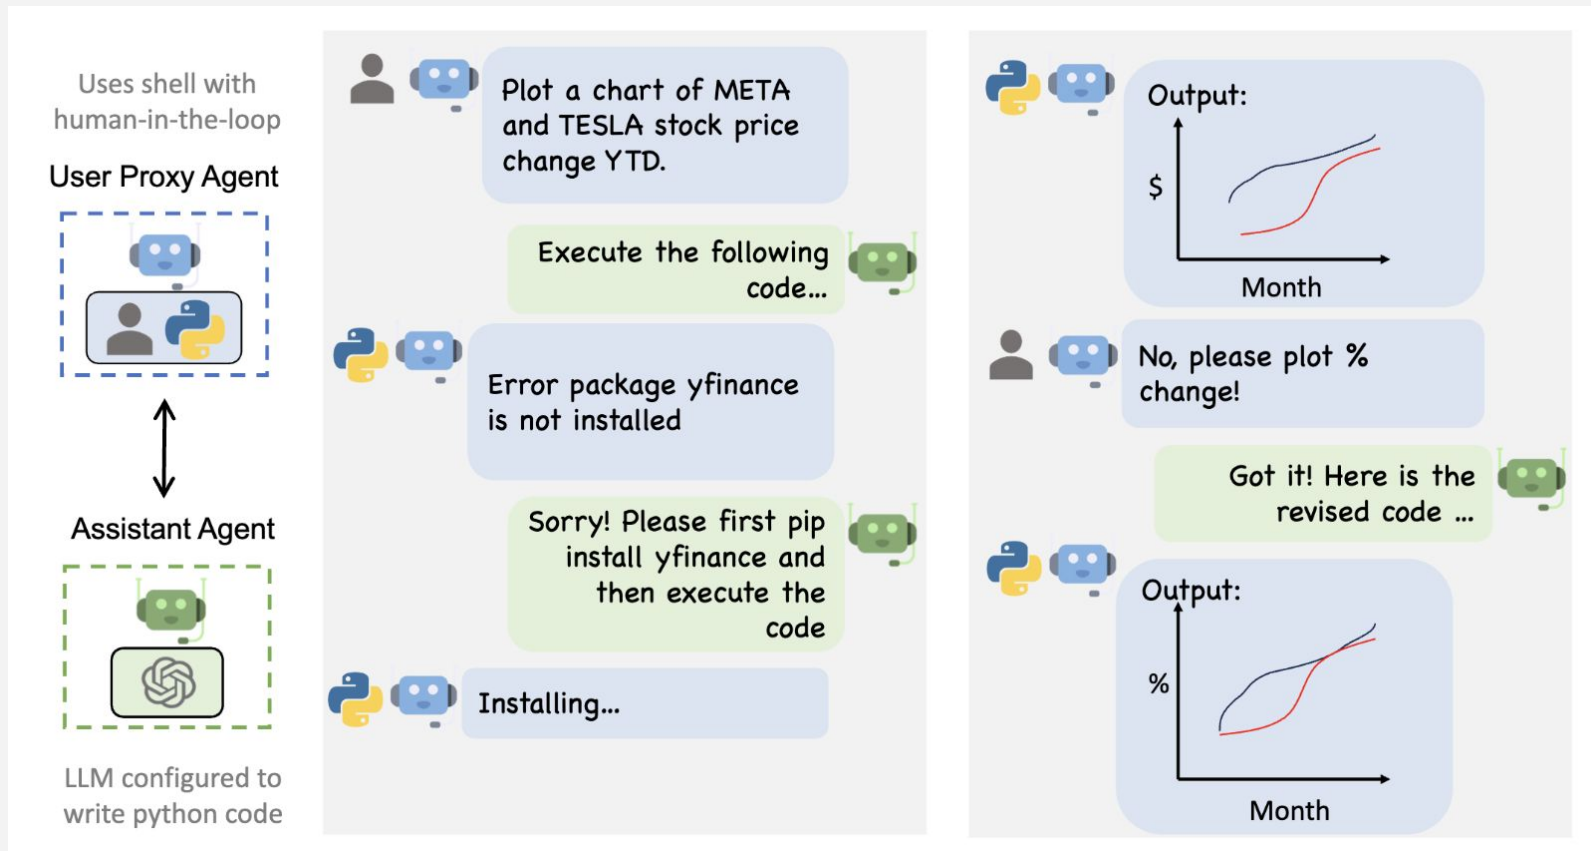 Uses shell with
human-in-the-loop
User Proxy Agent
Assistant Agent
LLM configured to
write python code
Plot a chart of META
and TESLA stock price
change YTD.
Execute the following
code...
Error package yfinance
is not installed
Sorry! Please first pip
install yfinance and
then execute the
code
Installing...
Output:
$
Month
No, please plot %
change!
Got it! Here is the
revised code ...
Output:
%
Month